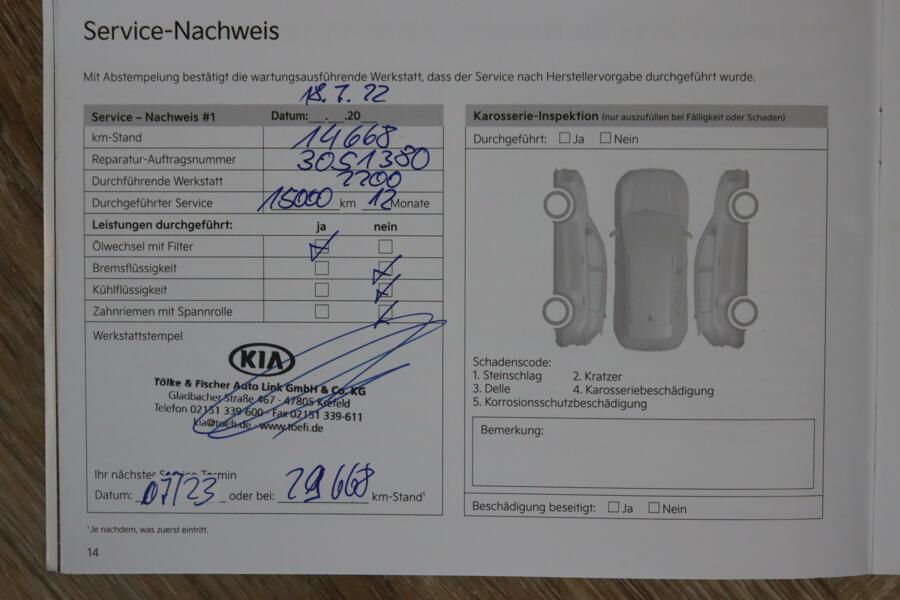 Service-Nachweis
Mit Abstempelung bestätigt die wartungsausführende Werkstatt, dass der Service nach Herstellervorgabe durchgeführt wurde.
18.7.22
Service – Nachweis #1 Datum:__.__.20__
km-Stand 14668
Reparatur-Auftragsnummer 3051380
Durchführende Werkstatt 2200
Durchgeführter Service 15000 km 12 Monate
Leistungen durchgeführt: ja nein
Ölwechsel mit Filter
Bremsflüssigkeit
Kühlflüssigkeit
Zahnriemen mit Spannrolle
Werkstattstempel
KIA
Tölke & Fischer Auto Link GmbH & Co. KG
Gladbacher Straße 467 - 47805 Krefeld
Telefon 02151 339-600 - Fax 02151 339-611
kia@toefi.de - www.toefi.de
Ihr nächster Service Termin
Datum: 07/23 oder bei: 29668 km-Stand¹
¹Je nachdem, was zuerst eintritt.
14
Karosserie-Inspektion (nur auszufüllen bei Fälligkeit oder Schaden)
Durchgeführt: Ja Nein
Schadenscode:
1. Steinschlag 2. Kratzer
3. Delle 4. Karosseriebeschädigung
5. Korrosionsschutzbeschädigung
Bemerkung:
Beschädigung beseitigt: Ja Nein